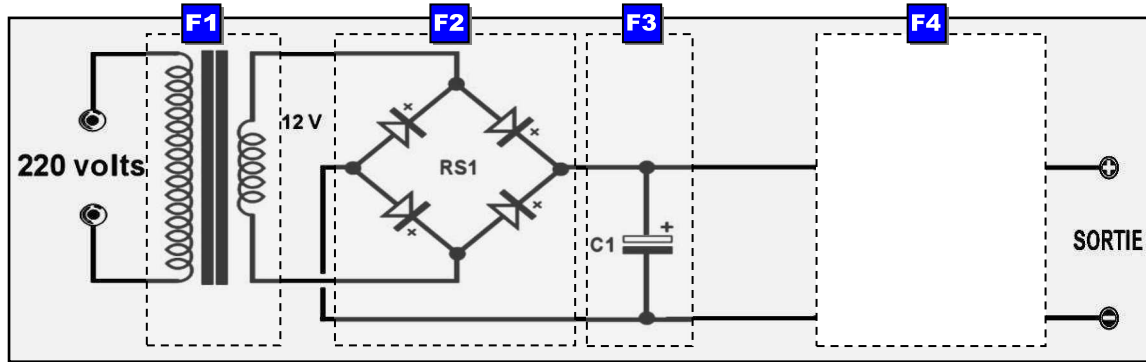 F1
F2
F3
F4
12 V
220 volts
RS1
C1
+
+
-
SORTIE